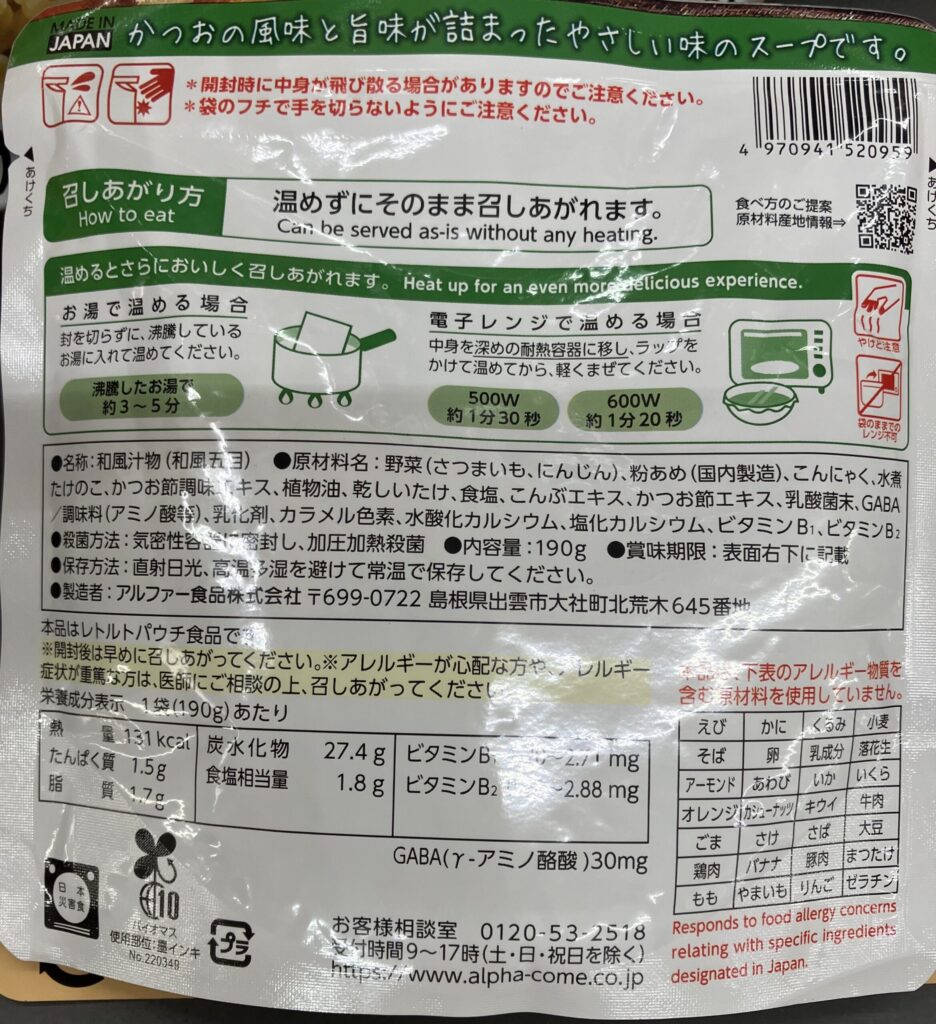 MADE IN JAPAN
かつおの風味と旨味が詰まったやさしい味のスープです。
＊開封時に中身が飛び散る場合がありますのでご注意ください。
＊袋のフチで手を切らないようにご注意ください。
4 970941 520959
◀あけくち
▶あけくち
召しあがり方
How to eat
温めずにそのまま召しあがれます。
Can be served as-is without any heating.
食べ方のご提案
原材料産地情報⇒
温めるとさらにおいしく召しあがれます。 Heat up for an even more delicious experience.
お湯で温める場合
封を切らずに、沸騰している
お湯に入れて温めてください。
沸騰したお湯で
約3～5分
電子レンジで温める場合
中身を深めの耐熱容器に移し、ラップを
かけて温めてから、軽くまぜてください。
500W
約1分30秒
600W
約1分20秒
やけど注意
袋のままでの
レンジ不可
●名称：和風汁物（和風五目） ●原材料名：野菜（さつまいも、にんじん）、粉あめ（国内製造）、こんにゃく、水煮
たけのこ、かつお節調味エキス、植物油、乾しいたけ、食塩、こんぶエキス、かつお節エキス、乳酸菌末、GABA
／調味料（アミノ酸等）、乳化剤、カラメル色素、水酸化カルシウム、塩化カルシウム、ビタミンB₁、ビタミンB₂
●殺菌方法：気密性容器に密封し、加圧加熱殺菌 ●内容量：190g ●賞味期限：表面右下に記載
●保存方法：直射日光、高温多湿を避けて常温で保存してください。
●製造者：アルファー食品株式会社 〒699-0722 島根県出雲市大社町北荒木645番地
本品はレトルトパウチ食品です
※開封後は早めに召しあがってください。※アレルギーが心配な方や、アレルギー
症状が重篤な方は、医師にご相談の上、召しあがってください
栄養成分表示 1袋(190g)あたり
熱量 131kcal
たんぱく質 1.5g
脂質 1.7g
炭水化物 27.4g
食塩相当量 1.8g
ビタミンB₁ ～2.71mg
ビタミンB₂ ～2.88mg
GABA(γ-アミノ酪酸)30mg
下表のアレルギー物質を
含む原材料を使用していません。
えび かに くるみ 小麦
そば 卵 乳成分 落花生
アーモンド あわび いか いくら
オレンジ カシューナッツ キウイ 牛肉
ごま さけ さば 大豆
鶏肉 バナナ 豚肉 まつたけ
もも やまいも りんご ゼラチン
Responds to food allergy concerns
relating with specific ingredients
designated in Japan.
日本
災害食
10
バイオマス
使用部位：墨インキ
No.220349
プラ
お客様相談室 0120-53-2518
受付時間9～17時(土・日・祝日を除く)
https://www.alpha-come.co.jp